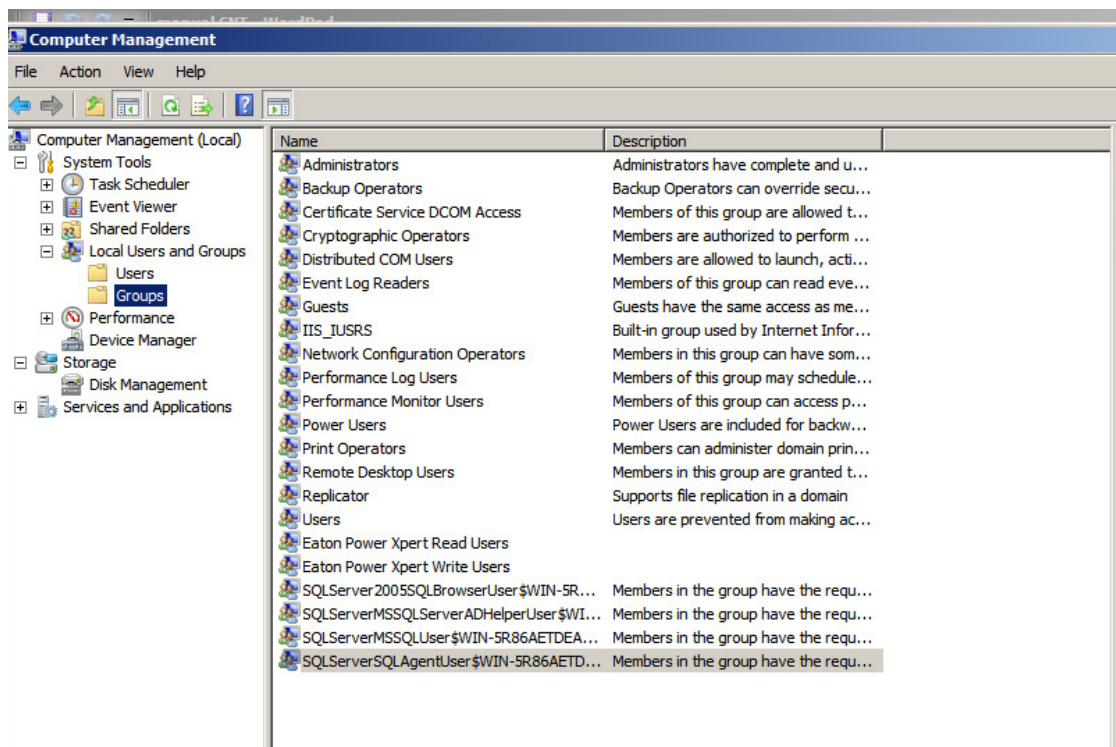 manual CNT - WordPad
Computer Management
File Action View Help
Computer Management (Local)
System Tools
Task Scheduler
Event Viewer
Shared Folders
Local Users and Groups
Users
Groups
Performance
Device Manager
Storage
Disk Management
Services and Applications
Name Description
Administrators Administrators have complete and u...
Backup Operators Backup Operators can override secu...
Certificate Service DCOM Access Members of this group are allowed t...
Cryptographic Operators Members are authorized to perform ...
Distributed COM Users Members are allowed to launch, acti...
Event Log Readers Members of this group can read eve...
Guests Guests have the same access as me...
IIS_IUSRS Built-in group used by Internet Infor...
Network Configuration Operators Members in this group can have som...
Performance Log Users Members of this group may schedule...
Performance Monitor Users Members of this group can access p...
Power Users Power Users are included for backw...
Print Operators Members can administer domain prin...
Remote Desktop Users Members in this group are granted t...
Replicator Supports file replication in a domain
Users Users are prevented from making ac...
Eaton Power Xpert Read Users
Eaton Power Xpert Write Users
SQLServer2005SQLBrowserUser$WIN-5R... Members in the group have the requ...
SQLServerMSSQLServerADHelperUser$WI... Members in the group have the requ...
SQLServerMSSQLUser$WIN-5R86AETDEA... Members in the group have the requ...
SQLServerSQLAgentUser$WIN-5R86AETD... Members in the group have the requ...